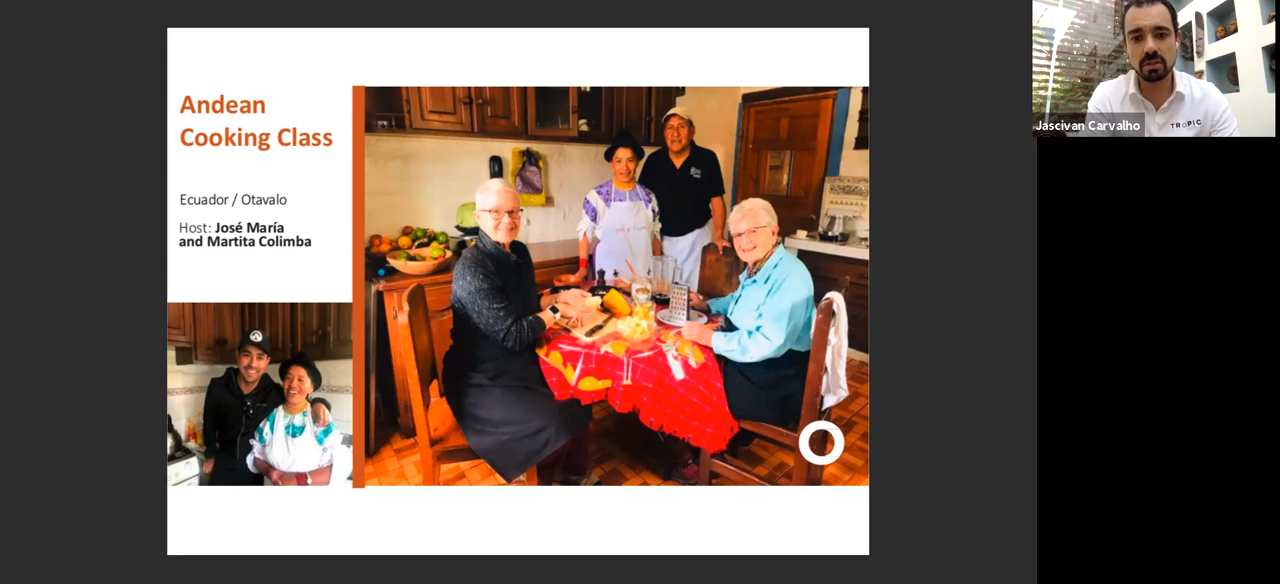 Andean
Cooking Class
Ecuador / Otavalo
Host: José María
and Martita Colimba
Jascivan Carvalho
TROPIC